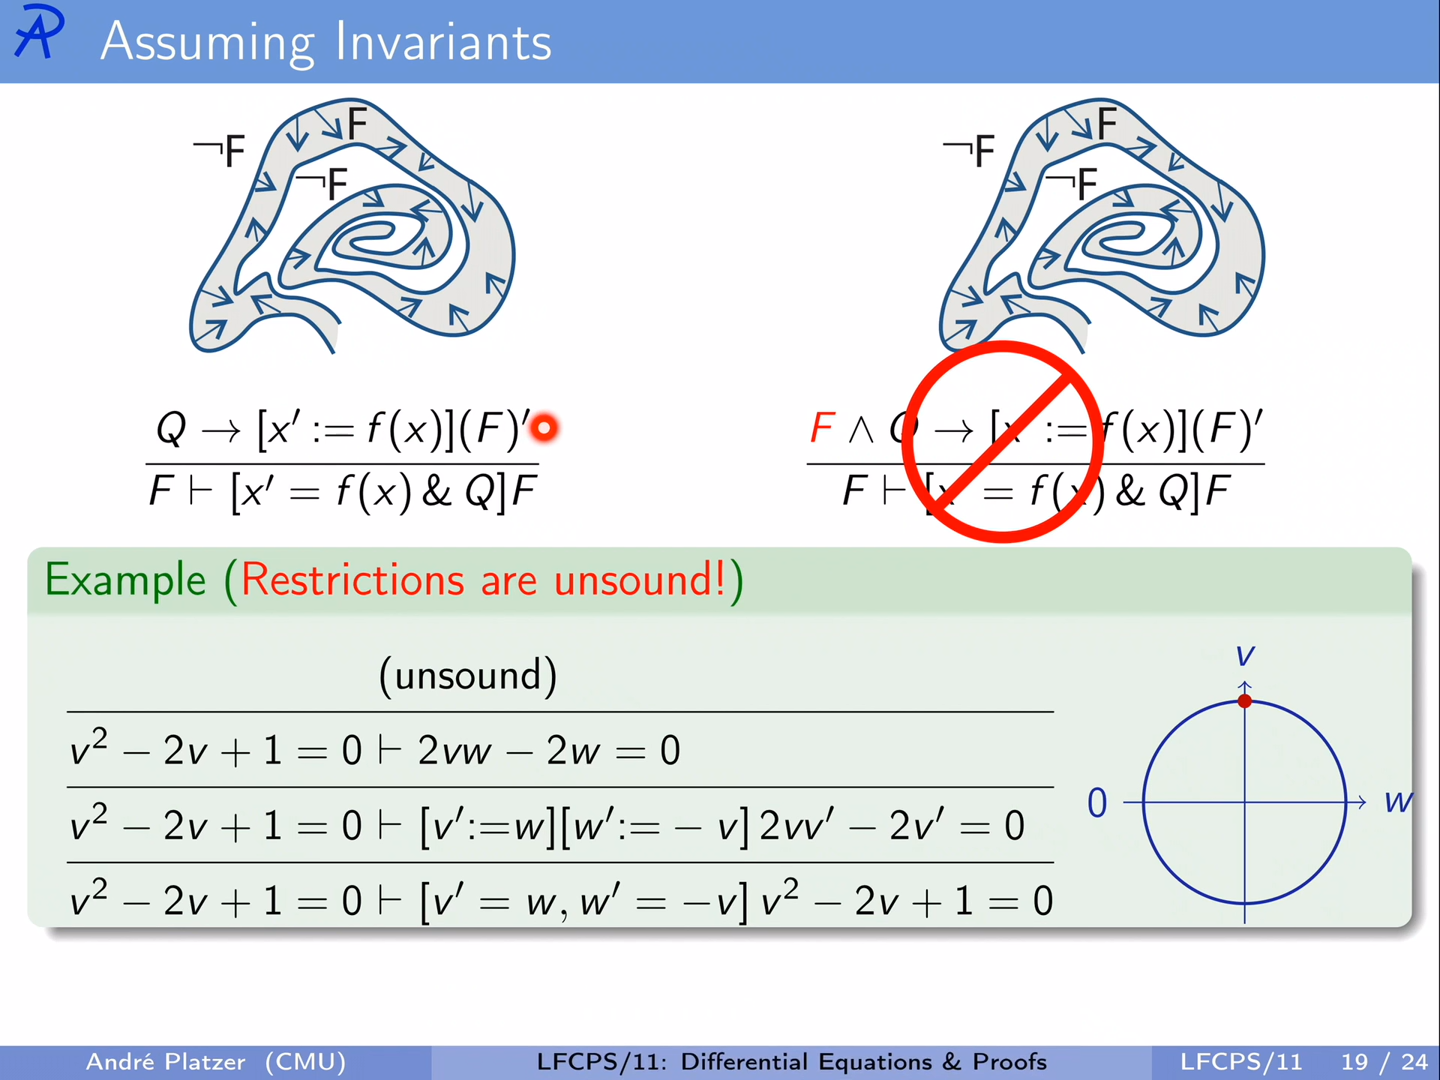 Assuming Invariants
¬F F
¬F
¬F F
¬F
Q → [x′ := f(x)](F)′
F ⊢ [x′ = f(x) & Q]F
F ∧ Q → [x′ := f(x)](F)′
F ⊢ [x′ = f(x) & Q]F
Example (Restrictions are unsound!)
(unsound)
v² − 2v + 1 = 0 ⊢ 2vw − 2w = 0
v² − 2v + 1 = 0 ⊢ [v′:=w][w′:= − v] 2vv′ − 2v′ = 0
v² − 2v + 1 = 0 ⊢ [v′ = w, w′ = −v] v² − 2v + 1 = 0
v
0 w
André Platzer (CMU) LFCPS/11: Differential Equations & Proofs LFCPS/11 19 / 24